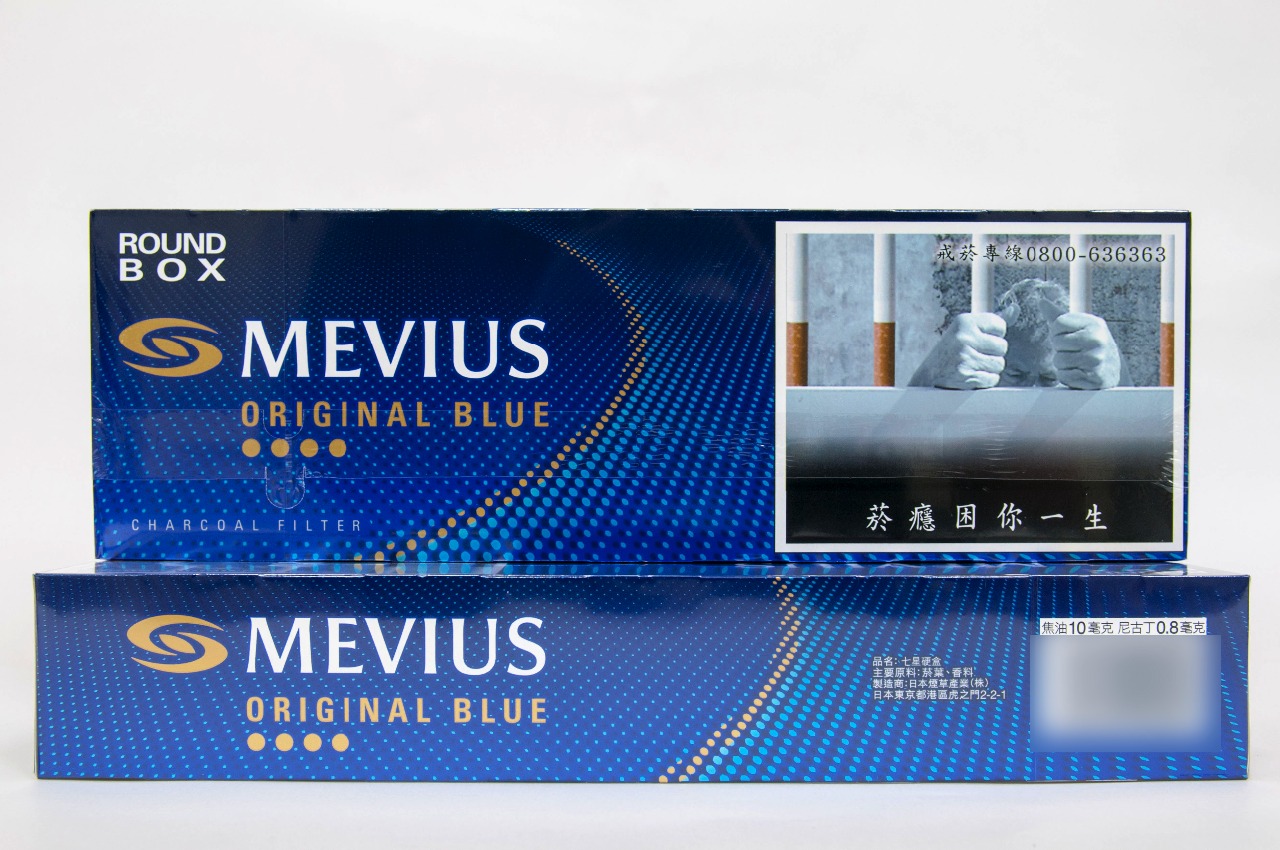 ROUND
BOX
MEVIUS
ORIGINAL BLUE
CHARCOAL FILTER
戒菸專線0800-636363
菸癮困你一生
MEVIUS
ORIGINAL BLUE
品名：七星硬盒
主要原料：菸葉、香料
製造商：日本煙草產業(株)
日本東京都港區虎之門2-2-1
焦油10毫克 尼古丁0.8毫克